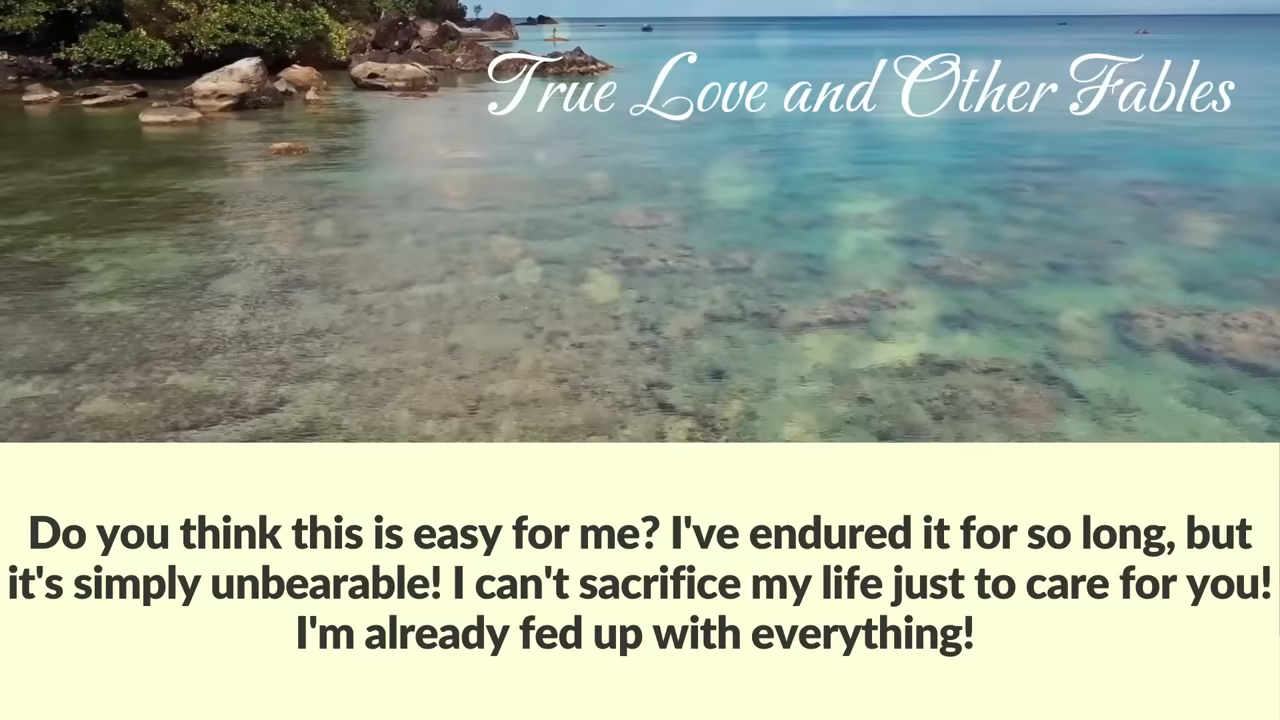 True Love and Other Fables
Do you think this is easy for me? I've endured it for so long, but
it's simply unbearable! I can't sacrifice my life just to care for you!
I'm already fed up with everything!